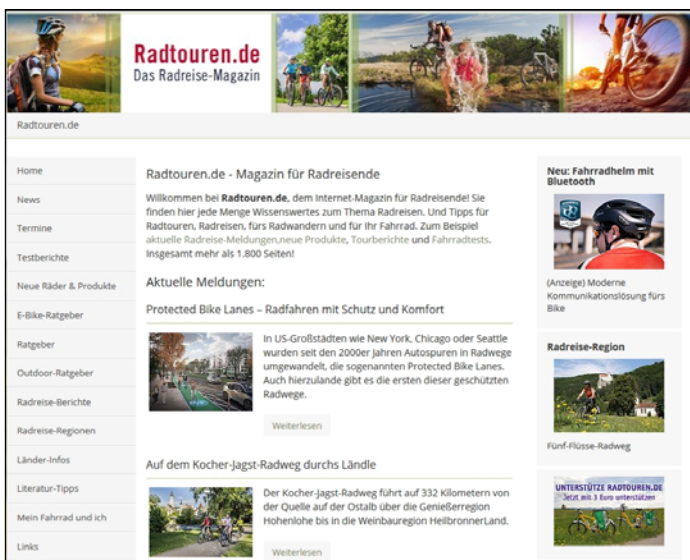 Radtouren.de
Das Radreise-Magazin
Radtouren.de
Home
News
Termine
Testberichte
Neue Räder & Produkte
E-Bike-Ratgeber
Ratgeber
Outdoor-Ratgeber
Radreise-Berichte
Radreise-Regionen
Länder-Infos
Literatur-Tipps
Mein Fahrrad und ich
Links
Radtouren.de - Magazin für Radreisende
Willkommen bei Radtouren.de, dem Internet-Magazin für Radreisende! Sie
finden hier jede Menge Wissenswertes zum Thema Radreisen. Und Tipps für
Radtouren, Radreisen, fürs Radwandern und für Ihr Fahrrad. Zum Beispiel
aktuelle Radreise-Meldungen,neue Produkte, Tourberichte und Fahrradtests.
Insgesamt mehr als 1.800 Seiten!
Aktuelle Meldungen:
Protected Bike Lanes – Radfahren mit Schutz und Komfort
In US-Großstädten wie New York, Chicago oder Seattle
wurden seit den 2000er Jahren Autospuren in Radwege
umgewandelt, die sogenannten Protected Bike Lanes.
Auch hierzulande gibt es die ersten dieser geschützten
Radwege.
Weiterlesen
Auf dem Kocher-Jagst-Radweg durchs Ländle
Der Kocher-Jagst-Radweg führt auf 332 Kilometern von
der Quelle auf der Ostalb über die Genießerregion
Hohenlohe bis in die Weinbauregion HeilbronnerLand.
Weiterlesen
Neu: Fahrradhelm mit
Bluetooth
(Anzeige) Moderne
Kommunikationslösung fürs
Bike
Radreise-Region
Fünf-Flüsse-Radweg
UNTERSTÜTZE RADTOUREN.DE
Jetzt mit 3 Euro unterstützen